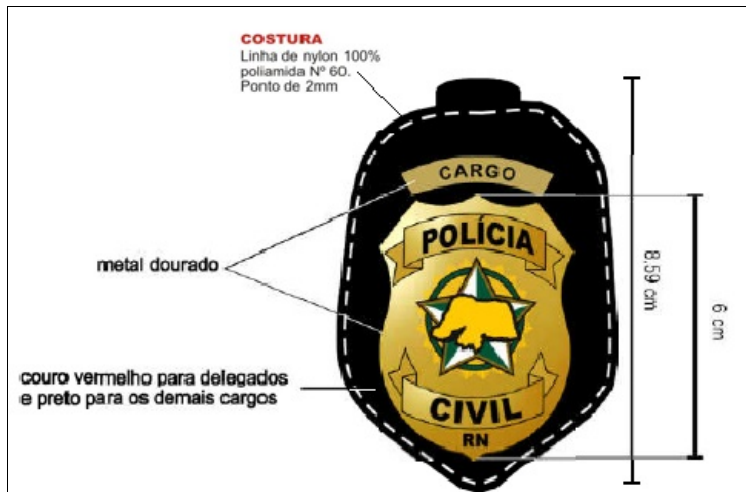 COSTURA
Linha de nylon 100%
poliamida Nº 60.
Ponto de 2mm
CARGO
POLÍCIA
metal dourado
8,59 cm
6 cm
couro vermelho para delegados
e preto para os demais cargos
CIVIL
RN